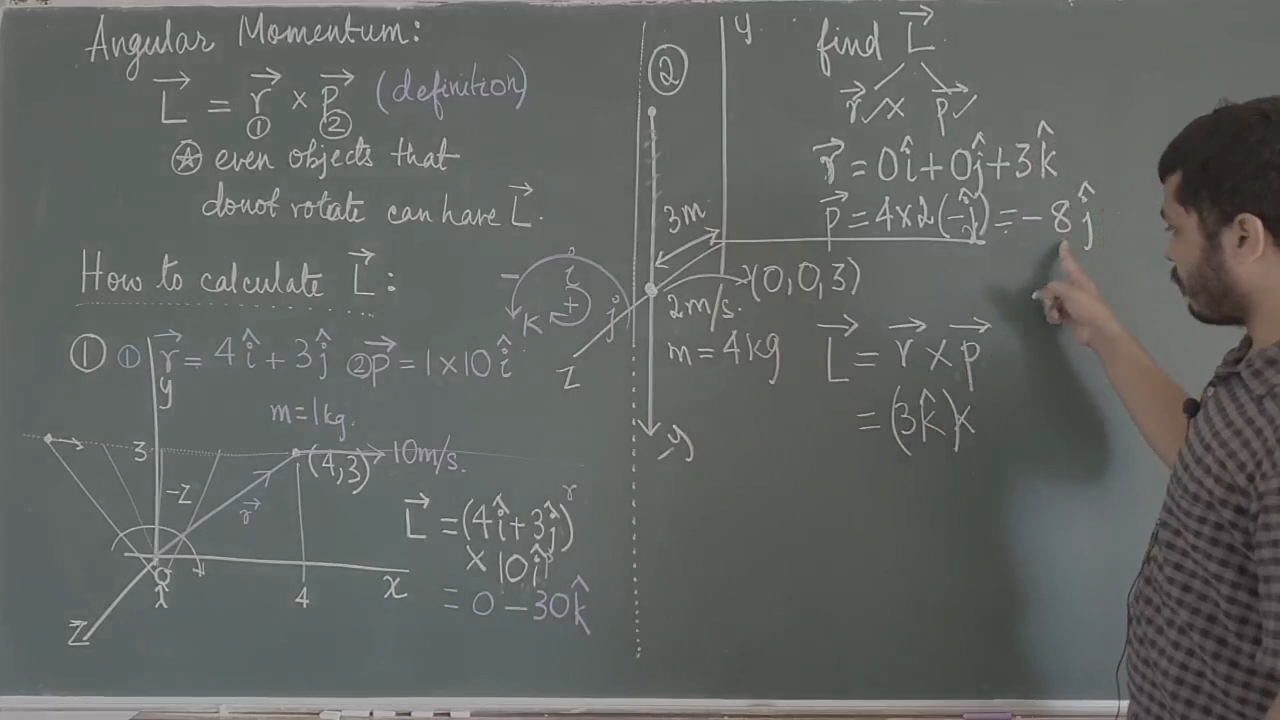 Angular Momentum:
L⃗ = r⃗ × p⃗ (definition)
① ②
☆ even objects that
donot rotate can have L⃗.
How to calculate L⃗:
① ① r⃗ = 4î + 3ĵ ② p⃗ = 1×10 î
y
m = 1kg.
3
(4,3)
10m/s.
-Z
r⃗
O
4
x
Z
L⃗ = (4î + 3ĵ)
× 10î
= 0 − 30k̂
②
y
3m
− i
+
K j
(0,0,3)
2m/s.
m = 4kg
Z
-y
find L⃗
r⃗ × p⃗
r⃗ = 0î + 0ĵ + 3k̂
p⃗ = 4×2(−ĵ) = −8ĵ
L⃗ = r⃗ × p⃗
= (3k̂)×